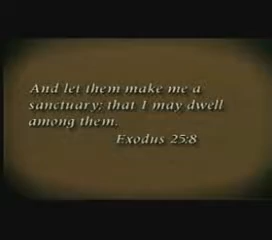 And let them make me a
sanctuary; that I may dwell
among them.
Exodus 25:8